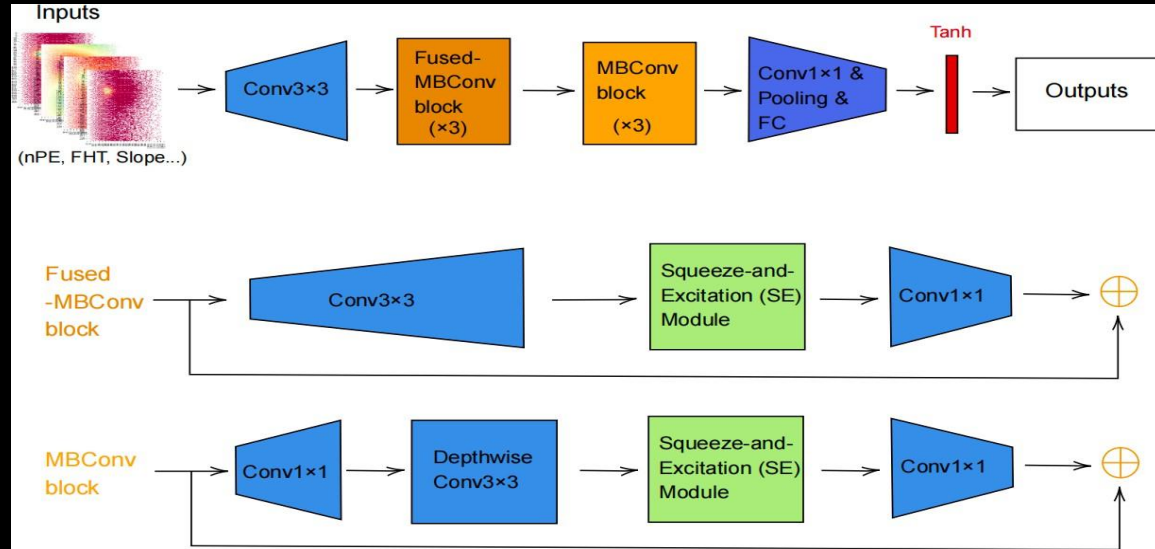 Inputs
(nPE, FHT, Slope...)
Conv3×3
Fused-
MBConv
block
(×3)
MBConv
block
(×3)
Conv1×1 &
Pooling &
FC
Tanh
Outputs
Fused
-MBConv
block
Conv3×3
Squeeze-and-
Excitation (SE)
Module
Conv1×1
MBConv
block
Conv1×1
Depthwise
Conv3×3
Squeeze-and-
Excitation (SE)
Module
Conv1×1